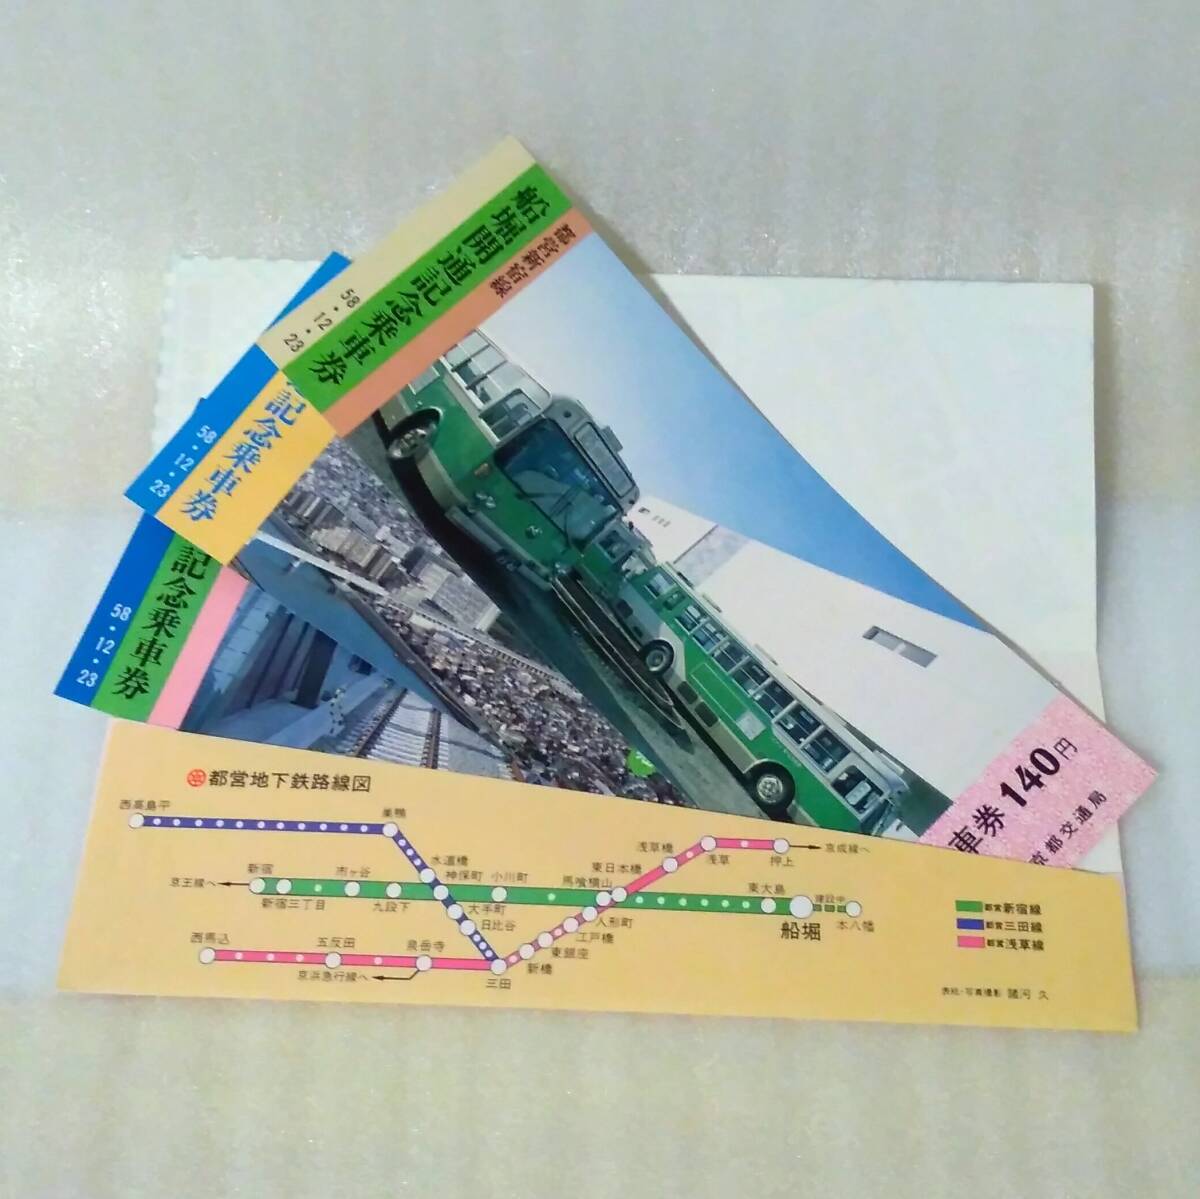 船堀開通記念乗車券
都営新宿線
58・12・23
記念乗車券
58・12・23
記念乗車券
58・12・23
車券 140円
京都交通局
都営地下鉄路線図
西高島平
巣鴨
水道橋
神保町
小川町
新宿
京王線へ
新宿三丁目
市ヶ谷
九段下
大手町
日比谷
馬喰横山
東日本橋
浅草橋
浅草
押上
京成線へ
東大島
船堀
建設中
本八幡
人形町
江戸橋
東銀座
新橋
三田
西馬込
五反田
泉岳寺
京浜急行線へ
都営新宿線
都営三田線
都営浅草線
表紙・写真撮影 諸河 久